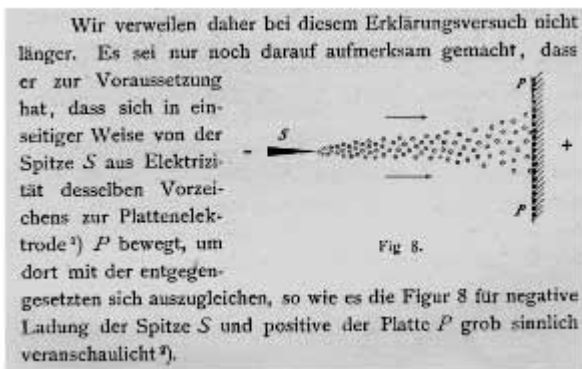 Wir verweilen daher bei diesem Erklärungsversuch nicht
länger. Es sei nur noch darauf aufmerksam gemacht, dass
er zur Voraussetzung
hat, dass sich in ein-
seitiger Weise von der
Spitze S aus Elektrizi
tät desselben Vorzei-
chens zur Plattenelek-
trode¹) P bewegt, um
dort mit der entgegen-
gesetzten sich auszugleichen, so wie es die Figur 8 für negative
Ladung der Spitze S und positive der Platte P grob sinnlich
veranschaulicht²).
- S P + P
Fig 8.